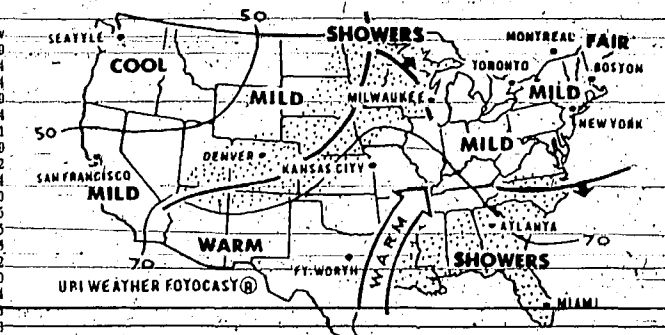 50
SHOWERS
SEATTLE
MONTREAL
FAIR
COOL
TORONTO
BOSTON
MILD
MILWAUKEE
MILD
50
NEW YORK
MILD
DENVER
KANSAS CITY
SAN FRANCISCO
MILD
ATLANTA
WARM
WARM
70
SHOWERS
70
FT. WORTH
UPI WEATHER FOTOCAST ®
MIAMI